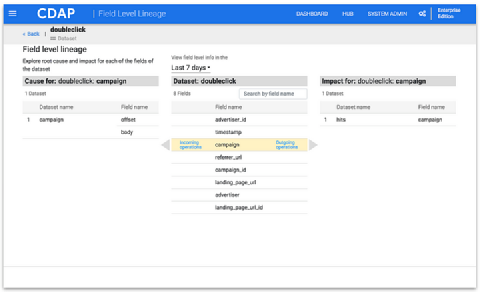 CDAP | Field Level Lineage
DASHBOARD HUB SYSTEM ADMIN Enterprise Edition
< Back | doubleclick
Dataset
Field level lineage
Explore root cause and impact for each of the fields of
the dataset
View field level info in the
Last 7 days
Cause for: doubleclick: campaign
1 Dataset
Dataset name Field name
1 campaign offset
body
Dataset: doubleclick
8 Fields Search by field name
Field name
advertiser_id
timestamp
Incoming operations campaign Outgoing operations
referrer_url
campaign_id
landing_page_url
advertiser
landing_page_url_id
Impact for: doubleclick: campaign
1 Dataset
Dataset name Field name
1 hits campaign